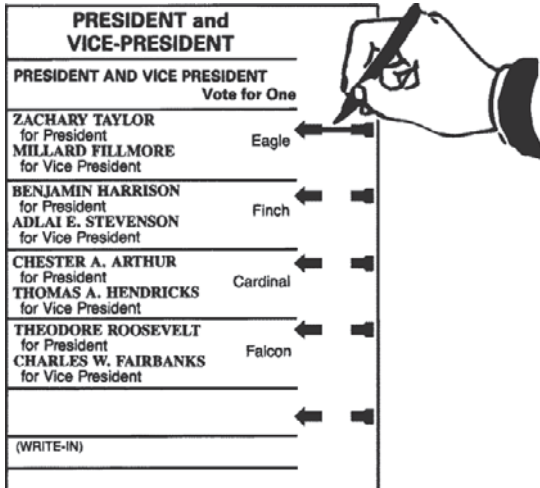 PRESIDENT and
VICE-PRESIDENT
PRESIDENT AND VICE PRESIDENT
Vote for One
ZACHARY TAYLOR
for President
Eagle
MILLARD FILLMORE
for Vice President
BENJAMIN HARRISON
for President
Finch
ADLAI E. STEVENSON
for Vice President
CHESTER A. ARTHUR
for President
Cardinal
THOMAS A. HENDRICKS
for Vice President
THEODORE ROOSEVELT
for President
Falcon
CHARLES W. FAIRBANKS
for Vice President
(WRITE-IN)